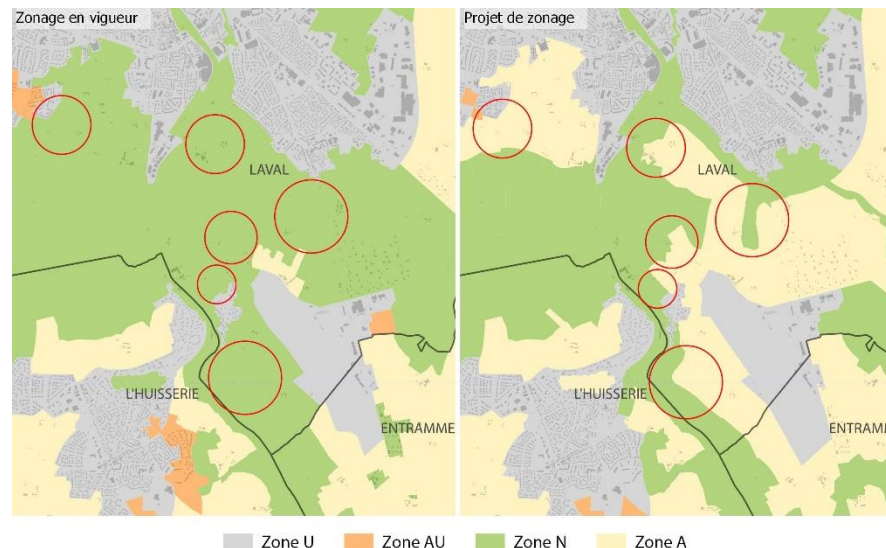 Zonage en vigueur
Projet de zonage
LAVAL
LAVAL
L'HUISSERIE
L'HUISSERIE
ENTRAMME
ENTRAMME
Zone U
Zone AU
Zone N
Zone A